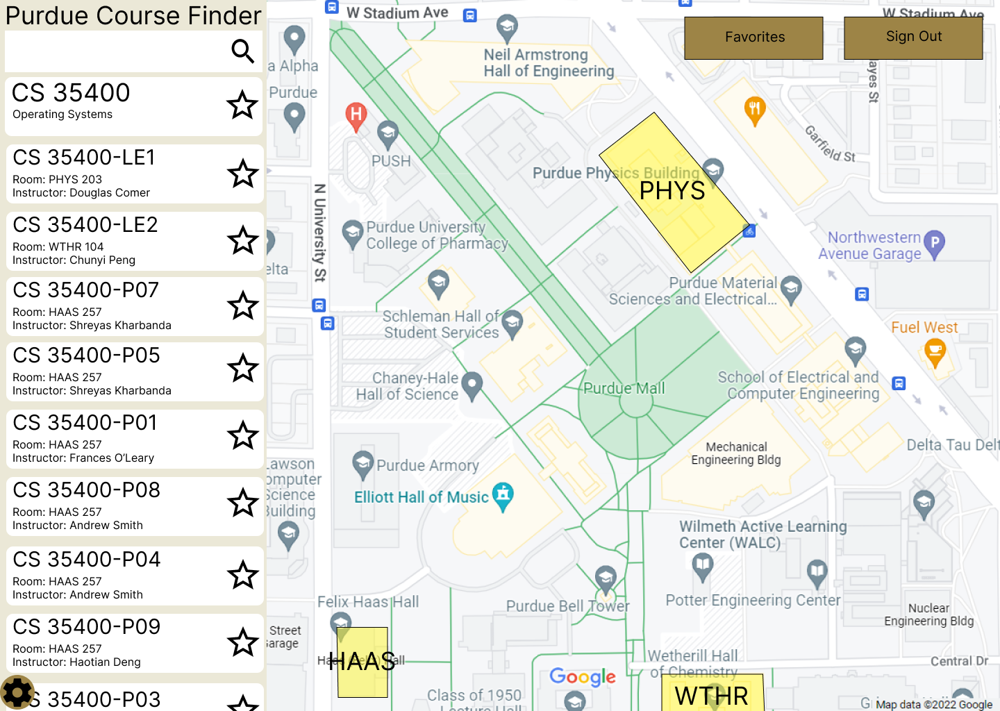 Purdue Course Finder
CS 35400
Operating Systems
CS 35400-LE1
Room: PHYS 203
Instructor: Douglas Comer
CS 35400-LE2
Room: WTHR 104
Instructor: Chunyi Peng
CS 35400-P07
Room: HAAS 257
Instructor: Shreyas Kharbanda
CS 35400-P05
Room: HAAS 257
Instructor: Shreyas Kharbanda
CS 35400-P01
Room: HAAS 257
Instructor: Frances O’Leary
CS 35400-P08
Room: HAAS 257
Instructor: Andrew Smith
CS 35400-P04
Room: HAAS 257
Instructor: Andrew Smith
CS 35400-P09
Room: HAAS 257
Instructor: Haotian Deng
S 35400-P03
W Stadium Ave
W Stadium Ave
Favorites
Sign Out
a Alpha
Purdue
Neil Armstrong
Hall of Engineering
ayes St
Garfield St
H
PUSH
Purdue Physics Building
PHYS
N University St
Purdue University
College of Pharmacy
Northwestern
Avenue Garage
P
elta
Purdue Material
Sciences and Electrical...
Schleman Hall of
Student Services
Fuel West
Chaney-Hale
Hall of Science
Purdue Mall
School of Electrical and
Computer Engineering
Mechanical
Engineering Bldg
Delta Tau Delt
Lawson
omputer
Science
Building
Purdue Armory
Elliott Hall of Music
Wilmeth Active Learning
Center (WALC)
Purdue Bell Tower
Potter Engineering Center
Felix Haas Hall
Nuclear
Engineering Bldg
Street
Garage
HAAS
Hall
Wetherill Hall
of Chemistry
Central Dr
Google
WTHR
Class of 1950
Lecture Hall
Map data ©2022 Google